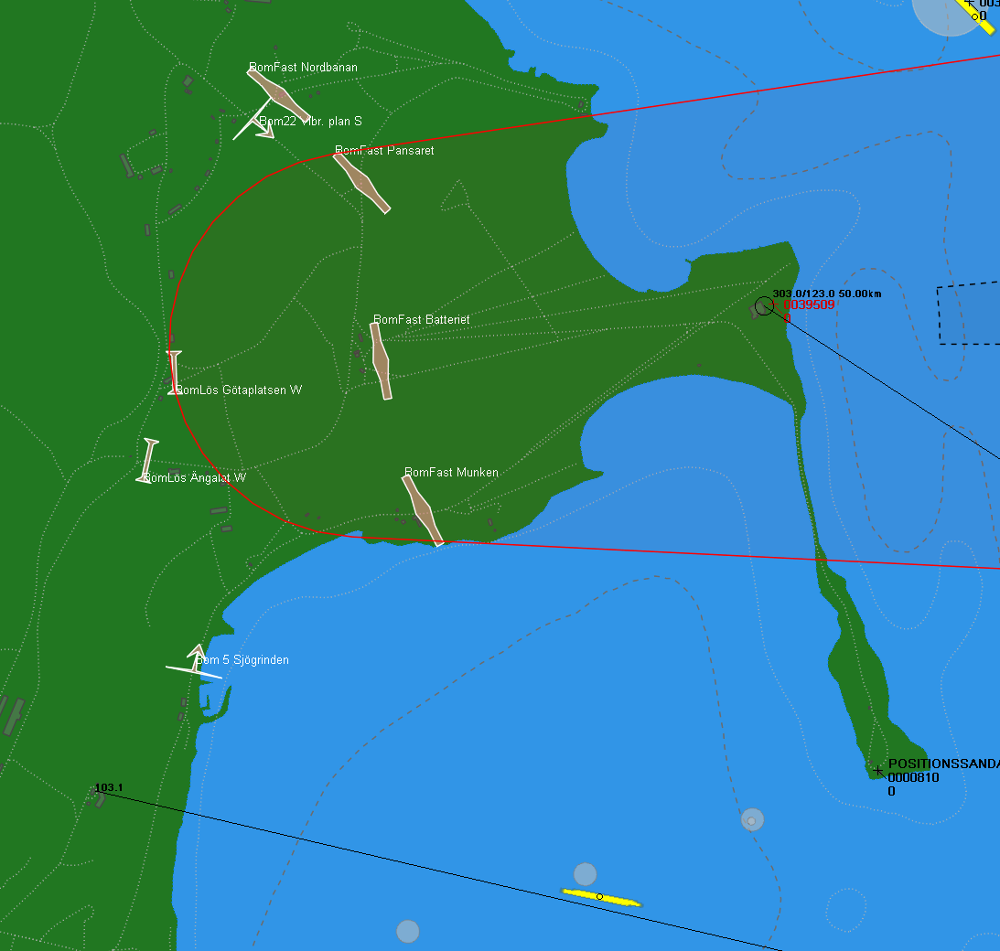 003
0
BomFast Nordbanan
Bom22 Vibr. plan S
BomFast Pansaret
303.0/123.0 50.00km
0039509
0
BomFast Batteriet
BomLös Götaplatsen W
BomLös Ängalat W
BomFast Munken
Bom 5 Sjögrinden
POSITIONSSANDA
0000810
0
103.1